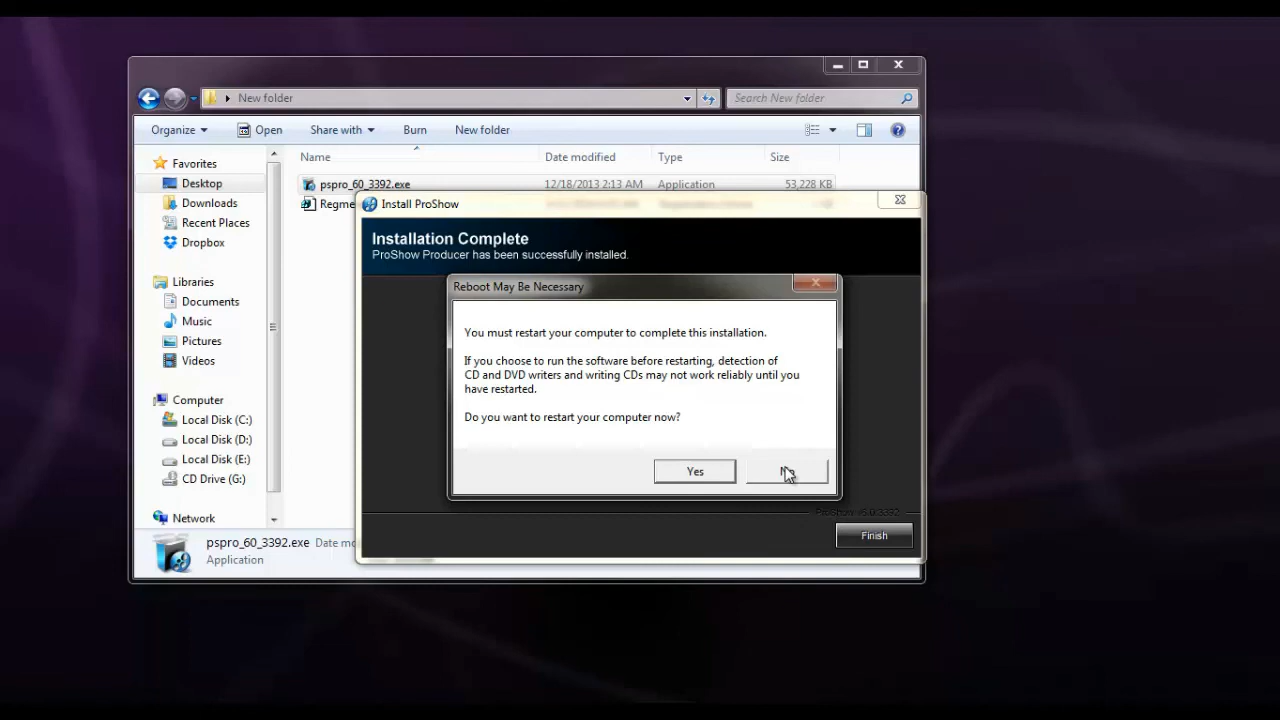 New folder
Search New folder
Organize
Open
Share with
Burn
New folder
Name
Date modified
Type
Size
Favorites
Desktop
Downloads
Recent Places
Dropbox
Libraries
Documents
Music
Pictures
Videos
Computer
Local Disk (C:)
Local Disk (D:)
Local Disk (E:)
CD Drive (G:)
Network
pspro_60_3392.exe
12/18/2013 2:13 AM
Application
53,228 KB
Regme
Install ProShow
Installation Complete
ProShow Producer has been successfully installed.
Reboot May Be Necessary
You must restart your computer to complete this installation.
If you choose to run the software before restarting, detection of
CD and DVD writers and writing CDs may not work reliably until you
have restarted.
Do you want to restart your computer now?
Yes
No
Finish
pspro_60_3392.exe
Date mo
Application